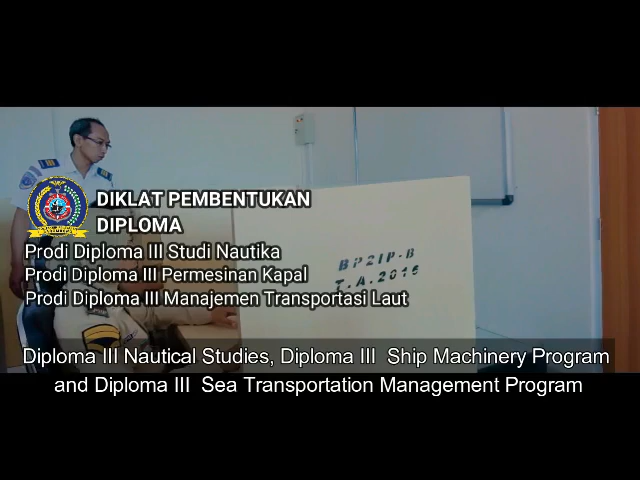 DIKLAT PEMBENTUKAN
DIPLOMA
Prodi Diploma III Studi Nautika
Prodi Diploma III Permesinan Kapal
Prodi Diploma III Manajemen Transportasi Laut
BP2IP-B
T.A.2015
Diploma III Nautical Studies, Diploma III Ship Machinery Program
and Diploma III Sea Transportation Management Program